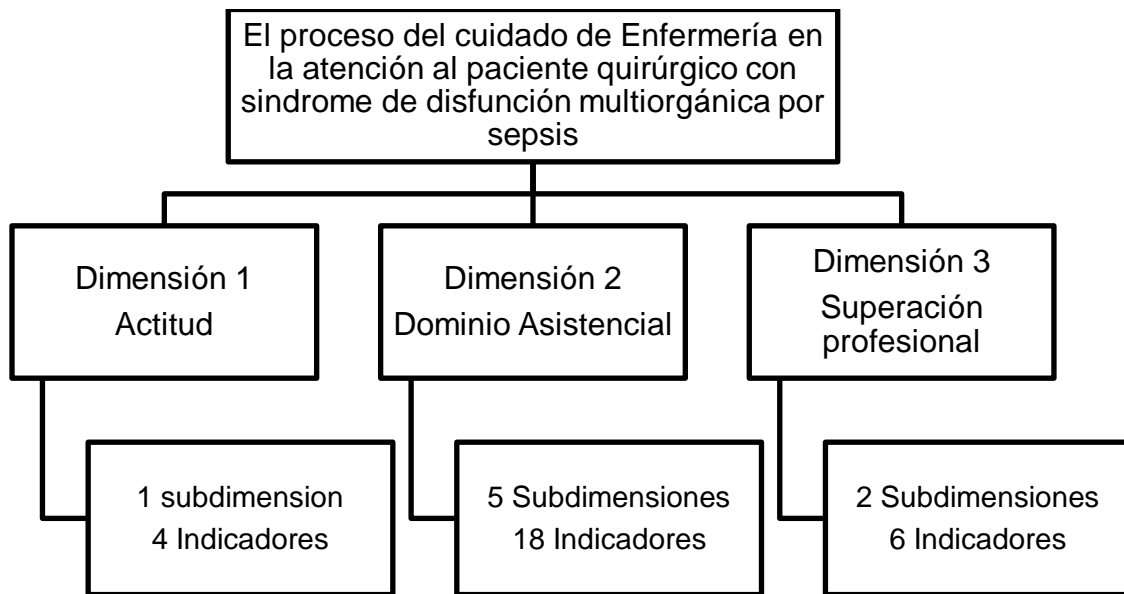 El proceso del cuidado de Enfermería en
la atención al paciente quirúrgico con
sindrome de disfunción multiorgánica por
sepsis
Dimensión 1
Actitud
Dimensión 2
Dominio Asistencial
Dimensión 3
Superación
profesional
1 subdimension
4 Indicadores
5 Subdimensiones
18 Indicadores
2 Subdimensiones
6 Indicadores